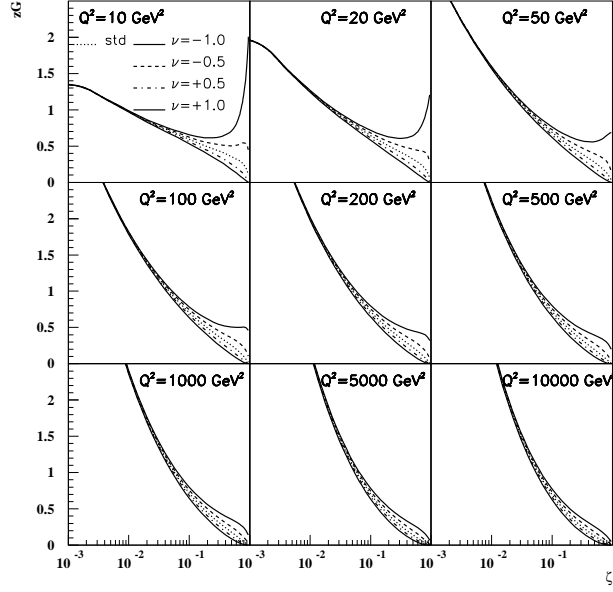 zG
Q²=10 GeV²
Q²=20 GeV²
Q²=50 GeV²
std
ν=−1.0
ν=−0.5
ν=+0.5
ν=+1.0
2
1.5
1
0.5
0
Q²=100 GeV²
Q²=200 GeV²
Q²=500 GeV²
2
1.5
1
0.5
0
Q²=1000 GeV²
Q²=5000 GeV²
Q²=10000 GeV²
2
1.5
1
0.5
0
10⁻³ 10⁻² 10⁻¹ 10⁻³ 10⁻² 10⁻¹ 10⁻³ 10⁻² 10⁻¹
ζ